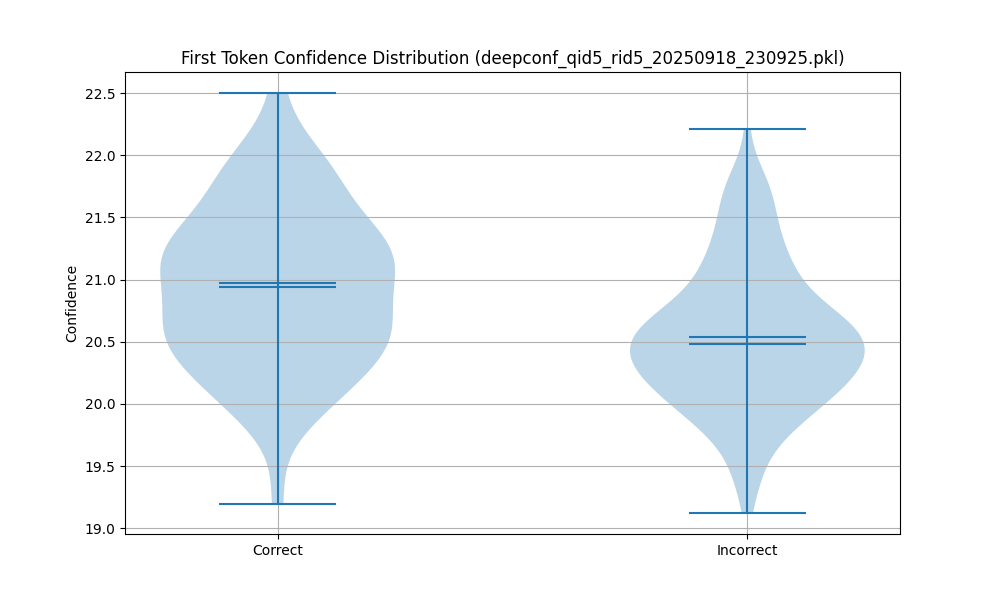 First Token Confidence Distribution (deepconf_qid5_rid5_20250918_230925.pkl)
Confidence
22.5
22.0
21.5
21.0
20.5
20.0
19.5
19.0
Correct
Incorrect